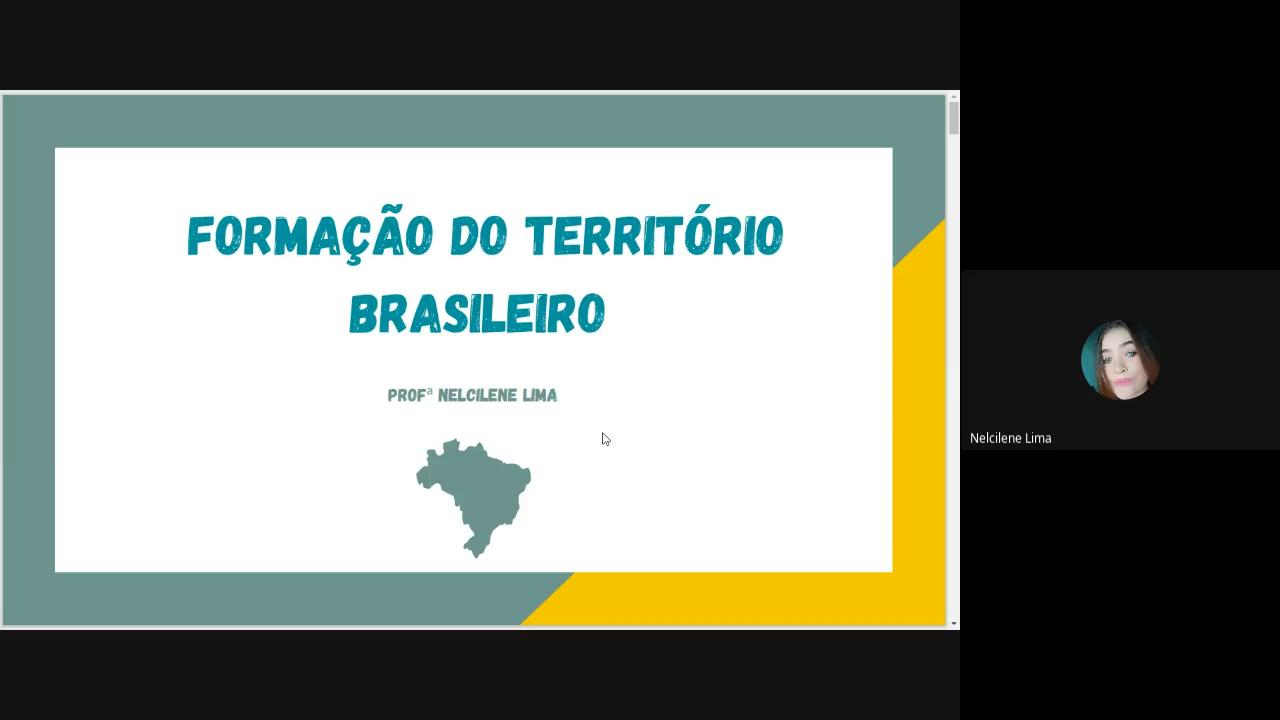 FORMAÇÃO DO TERRITÓRIO
BRASILEIRO
PROFª NELCILENE LIMA
Nelcilene Lima